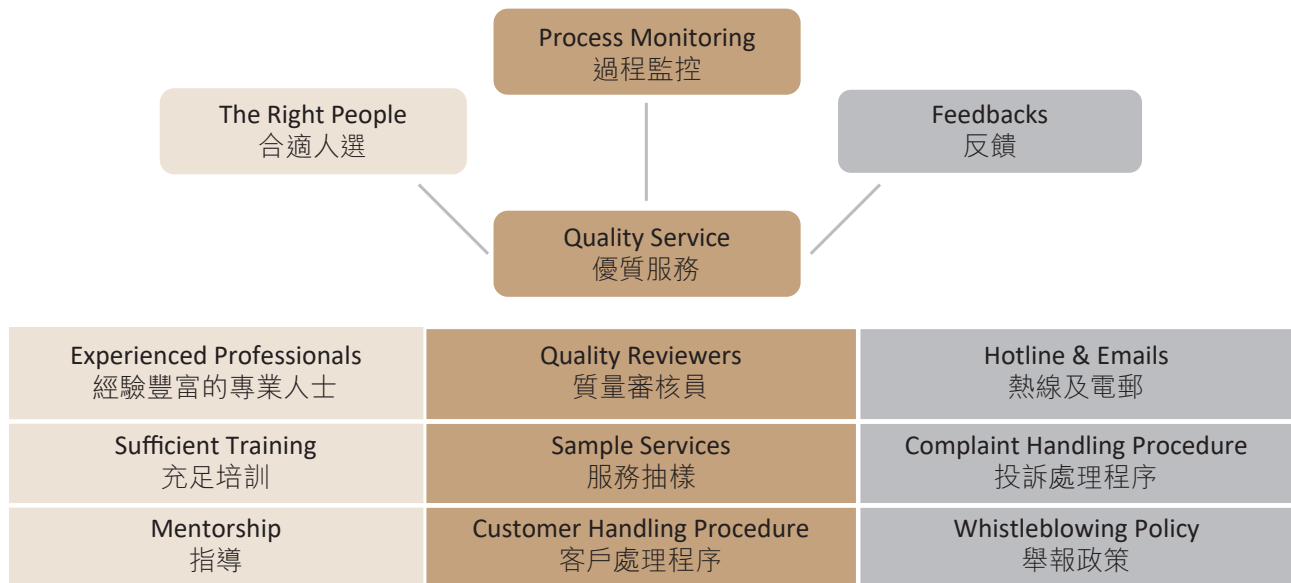 Process Monitoring
過程監控
The Right People
合適人選
Feedbacks
反饋
Quality Service
優質服務
Experienced Professionals
經驗豐富的專業人士
Quality Reviewers
質量審核員
Hotline & Emails
熱線及電郵
Sufficient Training
充足培訓
Sample Services
服務抽樣
Complaint Handling Procedure
投訴處理程序
Mentorship
指導
Customer Handling Procedure
客戶處理程序
Whistleblowing Policy
舉報政策